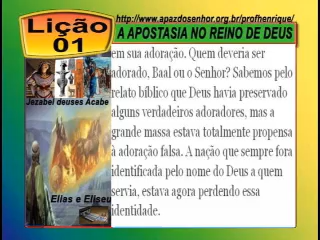 Lição
01
http://www.apazdosenhor.org.br/profhenrique/
A APOSTASIA NO REINO DE DEUS
Jezabel deuses Acabe
Elias e Eliseu
em sua adoração. Quem deveria ser
adorado, Baal ou o Senhor? Sabemos pelo
relato bíblico que Deus havia preservado
alguns verdadeiros adoradores, mas a
grande massa estava totalmente propensa
à adoração falsa. A nação que sempre fora
identificada pelo nome do Deus a quem
servia, estava agora perdendo essa
identidade.